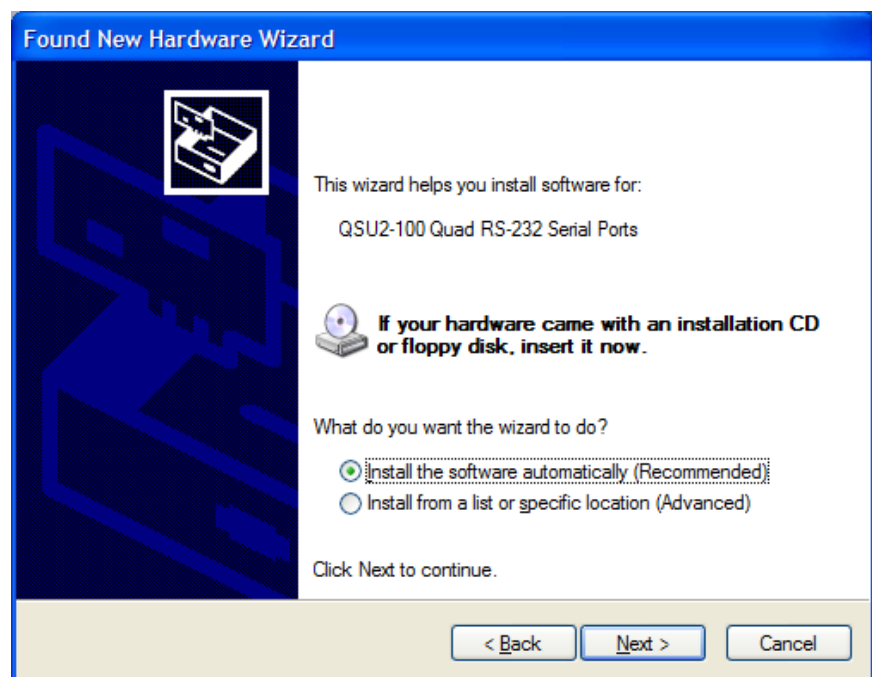 Found New Hardware Wizard
This wizard helps you install software for:
QSU2-100 Quad RS-232 Serial Ports
If your hardware came with an installation CD
or floppy disk, insert it now.
What do you want the wizard to do?
Install the software automatically (Recommended)
Install from a list or specific location (Advanced)
Click Next to continue.
< Back Next > Cancel